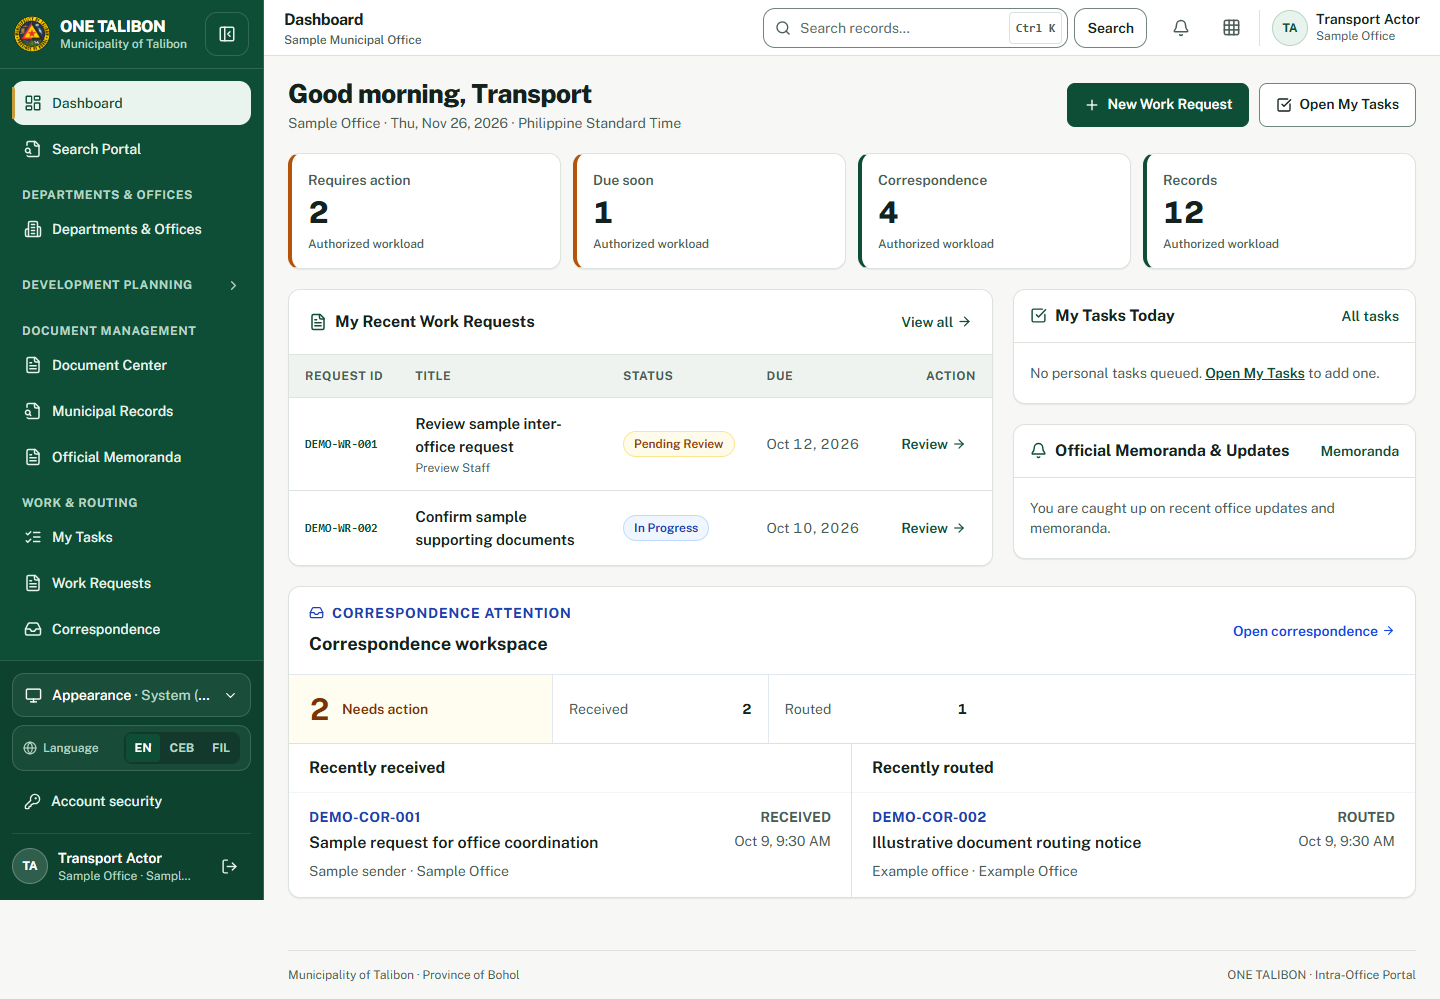 ONE TALIBON
Municipality of Talibon
Dashboard
Search Portal
DEPARTMENTS & OFFICES
Departments & Offices
DEVELOPMENT PLANNING
DOCUMENT MANAGEMENT
Document Center
Municipal Records
Official Memoranda
WORK & ROUTING
My Tasks
Work Requests
Correspondence
Appearance · System (...
Language EN CEB FIL
Account security
TA Transport Actor
Sample Office · Sampl...
Dashboard
Sample Municipal Office
Search records... Ctrl K Search
TA Transport Actor
Sample Office
Good morning, Transport
Sample Office · Thu, Nov 26, 2026 · Philippine Standard Time
New Work Request
Open My Tasks
Requires action
2
Authorized workload
Due soon
1
Authorized workload
Correspondence
4
Authorized workload
Records
12
Authorized workload
My Recent Work Requests View all
REQUEST ID TITLE STATUS DUE ACTION
DEMO-WR-001 Review sample inter-
office request
Preview Staff
Pending Review Oct 12, 2026 Review
DEMO-WR-002 Confirm sample
supporting documents
In Progress Oct 10, 2026 Review
My Tasks Today All tasks
No personal tasks queued. Open My Tasks to add one.
Official Memoranda & Updates Memoranda
You are caught up on recent office updates and
memoranda.
CORRESPONDENCE ATTENTION
Correspondence workspace
Open correspondence
2 Needs action Received 2 Routed 1
Recently received
DEMO-COR-001 RECEIVED
Sample request for office coordination Oct 9, 9:30 AM
Sample sender · Sample Office
Recently routed
DEMO-COR-002 ROUTED
Illustrative document routing notice Oct 9, 9:30 AM
Example office · Example Office
Municipality of Talibon · Province of Bohol
ONE TALIBON · Intra-Office Portal